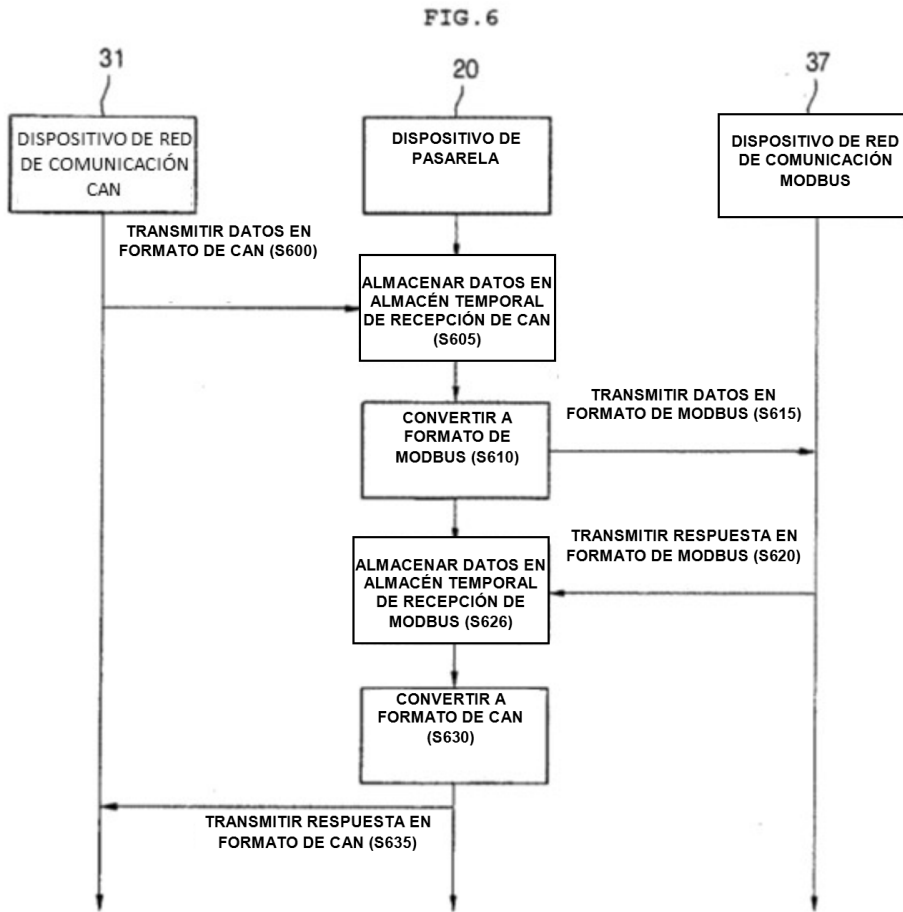 FIG.6
31
20
37
DISPOSITIVO DE RED
DE COMUNICACIÓN
CAN
DISPOSITIVO DE
PASARELA
DISPOSITIVO DE RED
DE COMUNICACIÓN
MODBUS
TRANSMITIR DATOS EN
FORMATO DE CAN (S600)
ALMACENAR DATOS EN
ALMACÉN TEMPORAL
DE RECEPCIÓN DE CAN
(S605)
CONVERTIR A
FORMATO DE
MODBUS (S610)
TRANSMITIR DATOS EN
FORMATO DE MODBUS (S615)
TRANSMITIR RESPUESTA EN
FORMATO DE MODBUS (S620)
ALMACENAR DATOS EN
ALMACÉN TEMPORAL
DE RECEPCIÓN DE
MODBUS (S626)
CONVERTIR A
FORMATO DE CAN
(S630)
TRANSMITIR RESPUESTA EN
FORMATO DE CAN (S635)